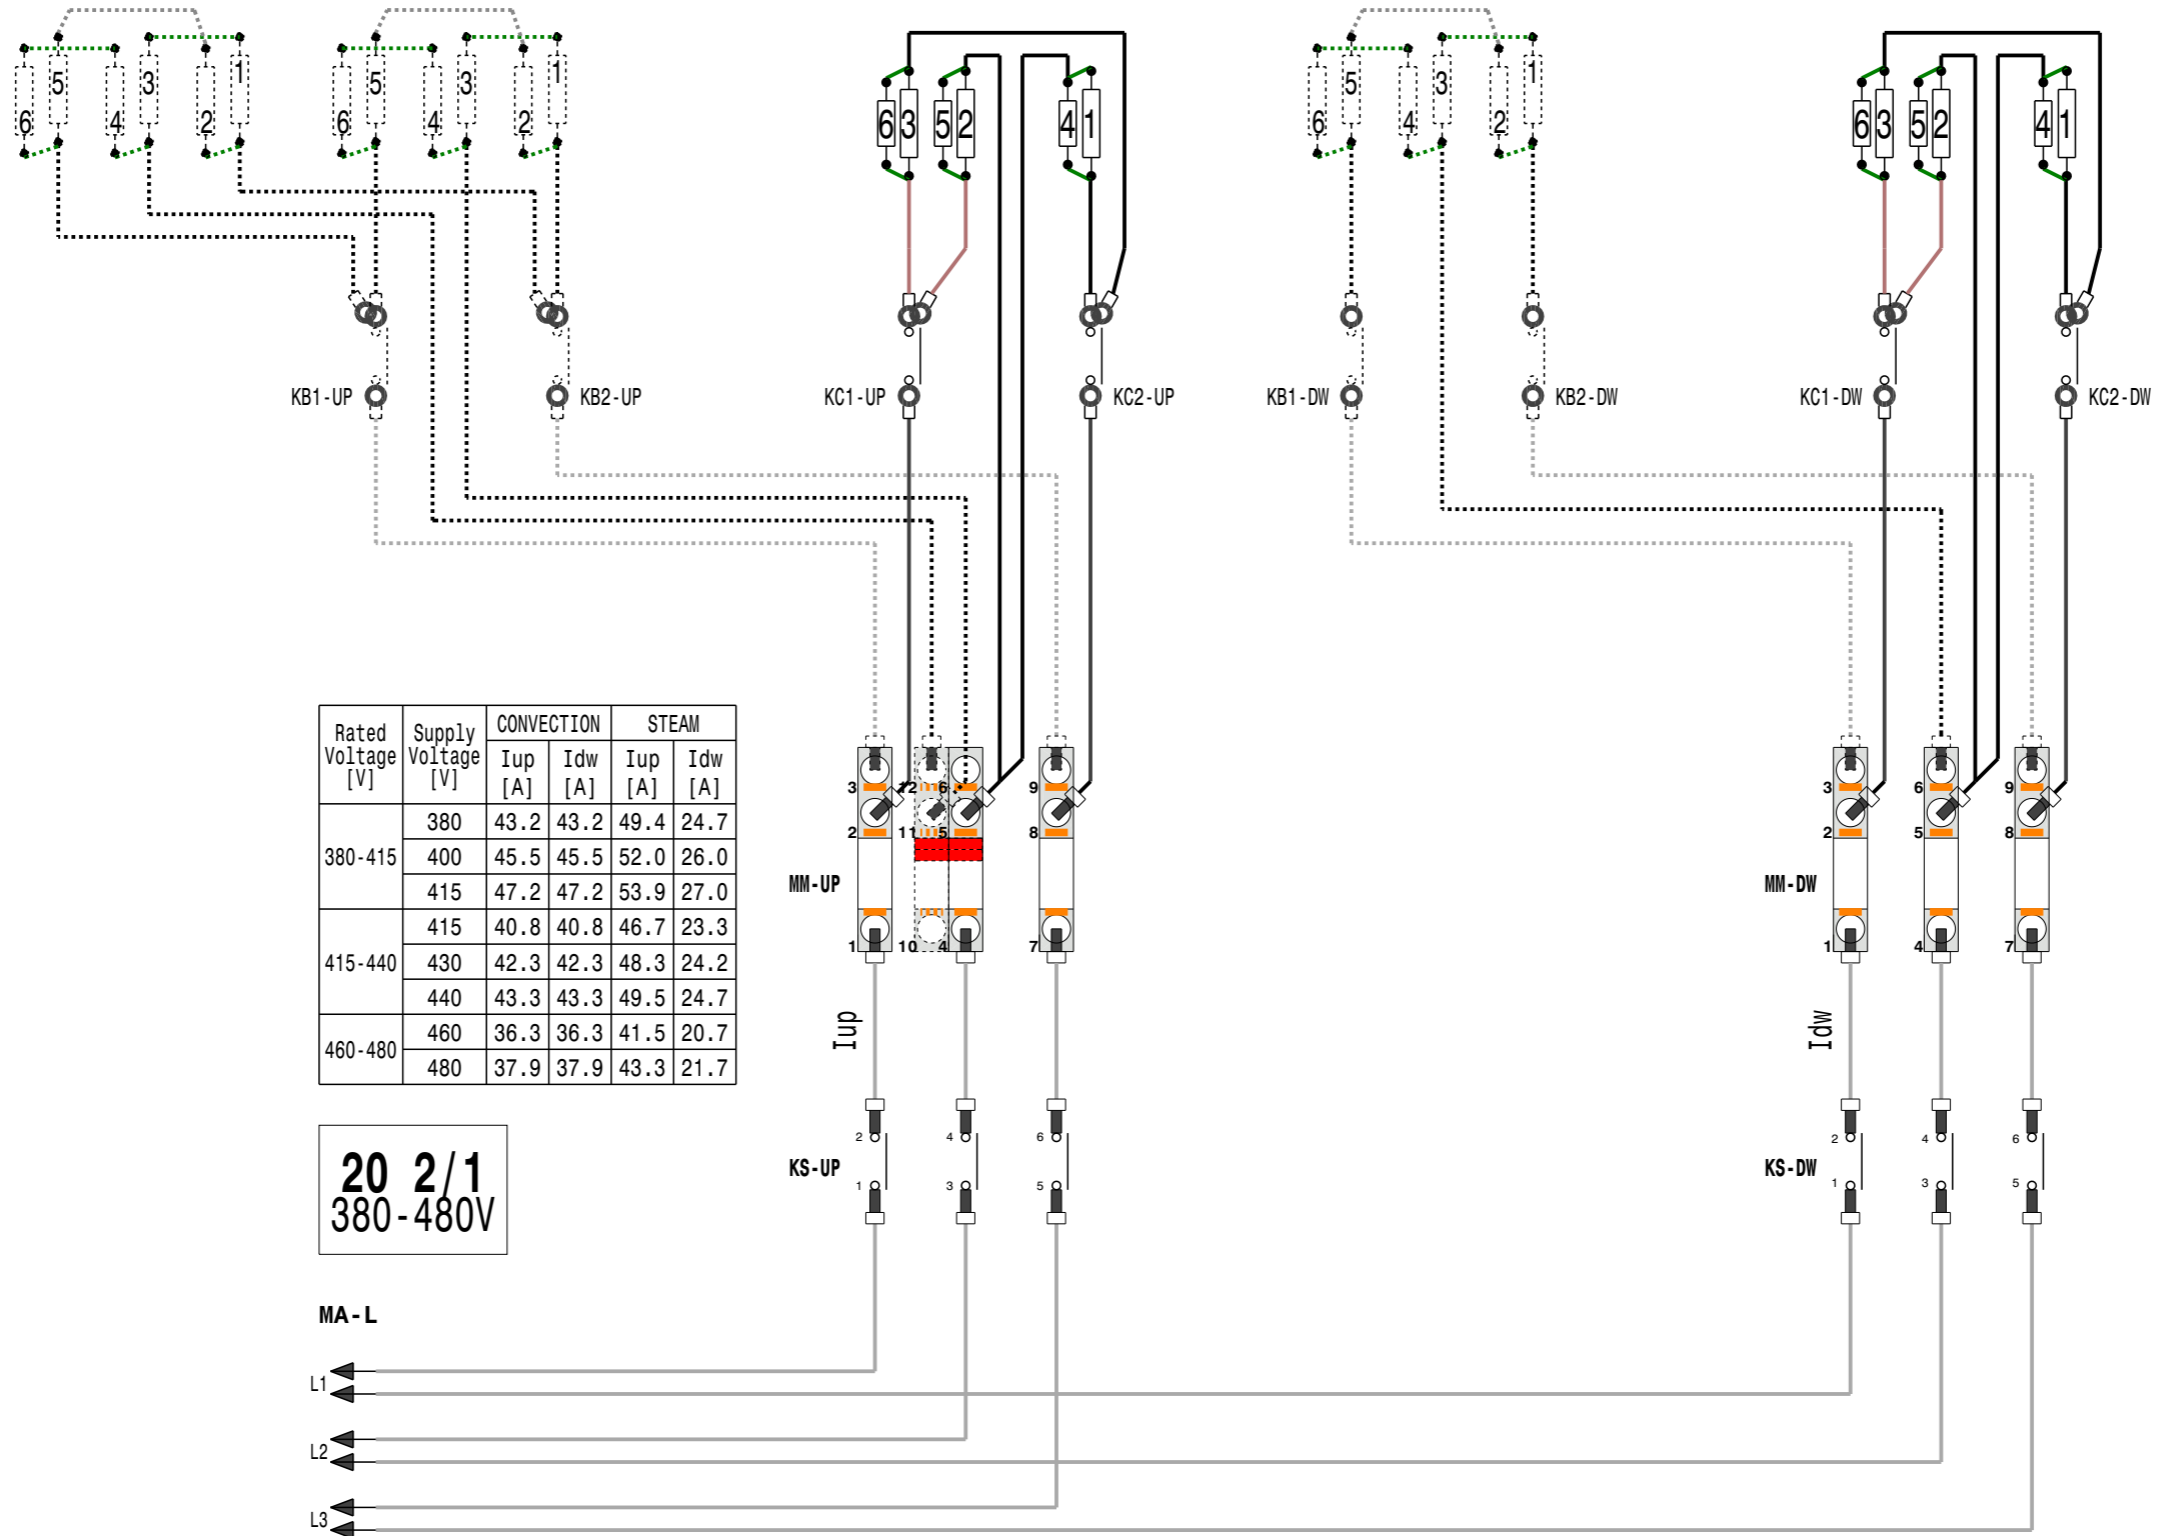 5 3 1
6 4 2
5 3 1
6 4 2
6 3 5 2 4 1
5 3 1
6 4 2
6 3 5 2 4 1
KB1-UP KB2-UP KC1-UP KC2-UP KB1-DW KB2-DW KC1-DW KC2-DW
Rated Voltage [V] Supply Voltage [V] CONVECTION STEAM
Iup [A] Idw [A] Iup [A] Idw [A]
380-415 380 43.2 43.2 49.4 24.7
400 45.5 45.5 52.0 26.0
415 47.2 47.2 53.9 27.0
415-440 415 40.8 40.8 46.7 23.3
430 42.3 42.3 48.3 24.2
440 43.3 43.3 49.5 24.7
460-480 460 36.3 36.3 41.5 20.7
480 37.9 37.9 43.3 21.7
3 12 6 9
2 11 5 8
MM-UP
1 10 4 7
3 6 9
2 5 8
MM-DW
1 4 7
Iup
Idw
2 4 6
KS-UP
1 3 5
2 4 6
KS-DW
1 3 5
20 2/1
380-480V
MA-L
L1
L2
L3